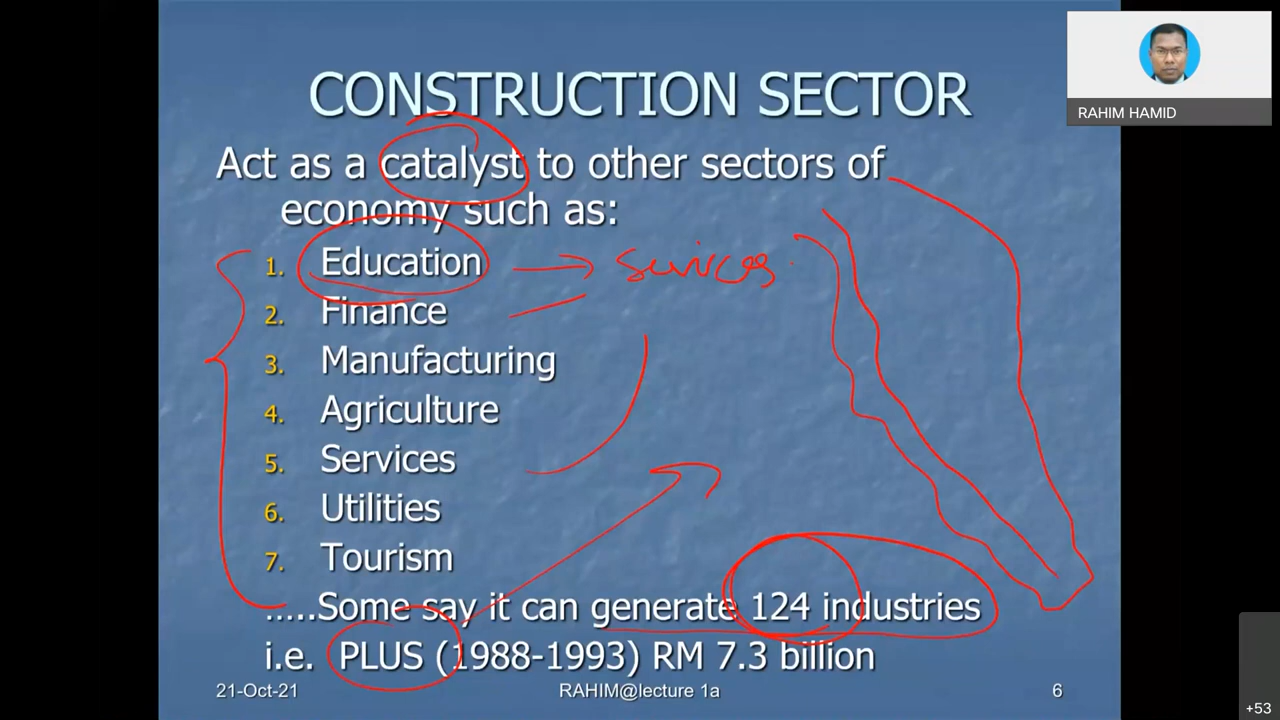 CONSTRUCTION SECTOR
RAHIM HAMID
Act as a catalyst to other sectors of
economy such as:
1. Education → services
2. Finance
3. Manufacturing
4. Agriculture
5. Services
6. Utilities
7. Tourism
.....Some say it can generate 124 industries
i.e. PLUS (1988-1993) RM 7.3 billion
21-Oct-21 RAHIM@lecture 1a 6
+53